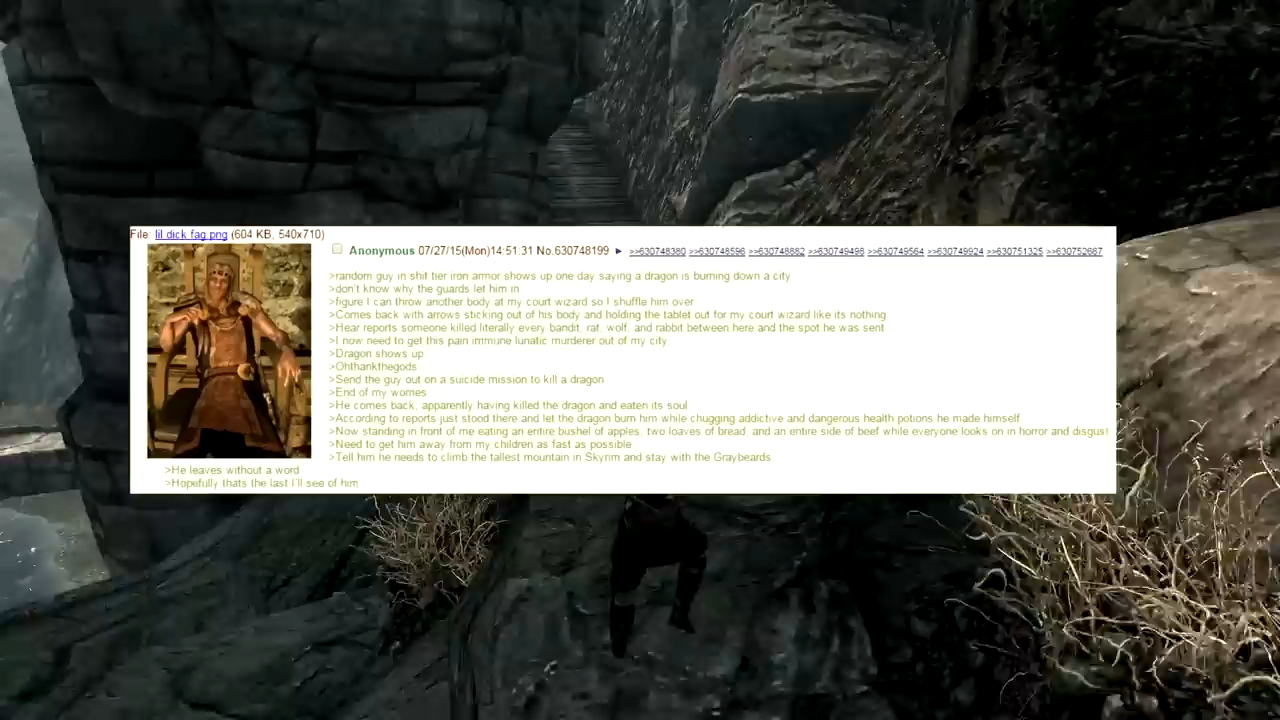 File: lil dick fag.png (604 KB, 540x710)
Anonymous 07/27/15(Mon)14:51:31 No.630748199 ▶ >>630748380 >>630748596 >>630748882 >>630749498 >>630749564 >>630749924 >>630751325 >>630752667
>random guy in shit tier iron armor shows up one day saying a dragon is burning down a city
>don't know why the guards let him in
>figure I can throw another body at my court wizard so I shuffle him over
>Comes back with arrows sticking out of his body and holding the tablet out for my court wizard like its nothing
>Hear reports someone killed literally every bandit, rat, wolf, and rabbit between here and the spot he was sent
>I now need to get this pain immune lunatic murderer out of my city
>Dragon shows up
>Ohthankthegods
>Send the guy out on a suicide mission to kill a dragon
>End of my worries
>He comes back, apparently having killed the dragon and eaten its soul
>According to reports just stood there and let the dragon burn him while chugging addictive and dangerous health potions he made himself
>Now standing in front of me eating an entire bushel of apples, two loaves of bread, and an entire side of beef while everyone looks on in horror and disgust
>Need to get him away from my children as fast as possible
>Tell him he needs to climb the tallest mountain in Skyrim and stay with the Graybeards
>He leaves without a word
>Hopefully thats the last I'll see of him